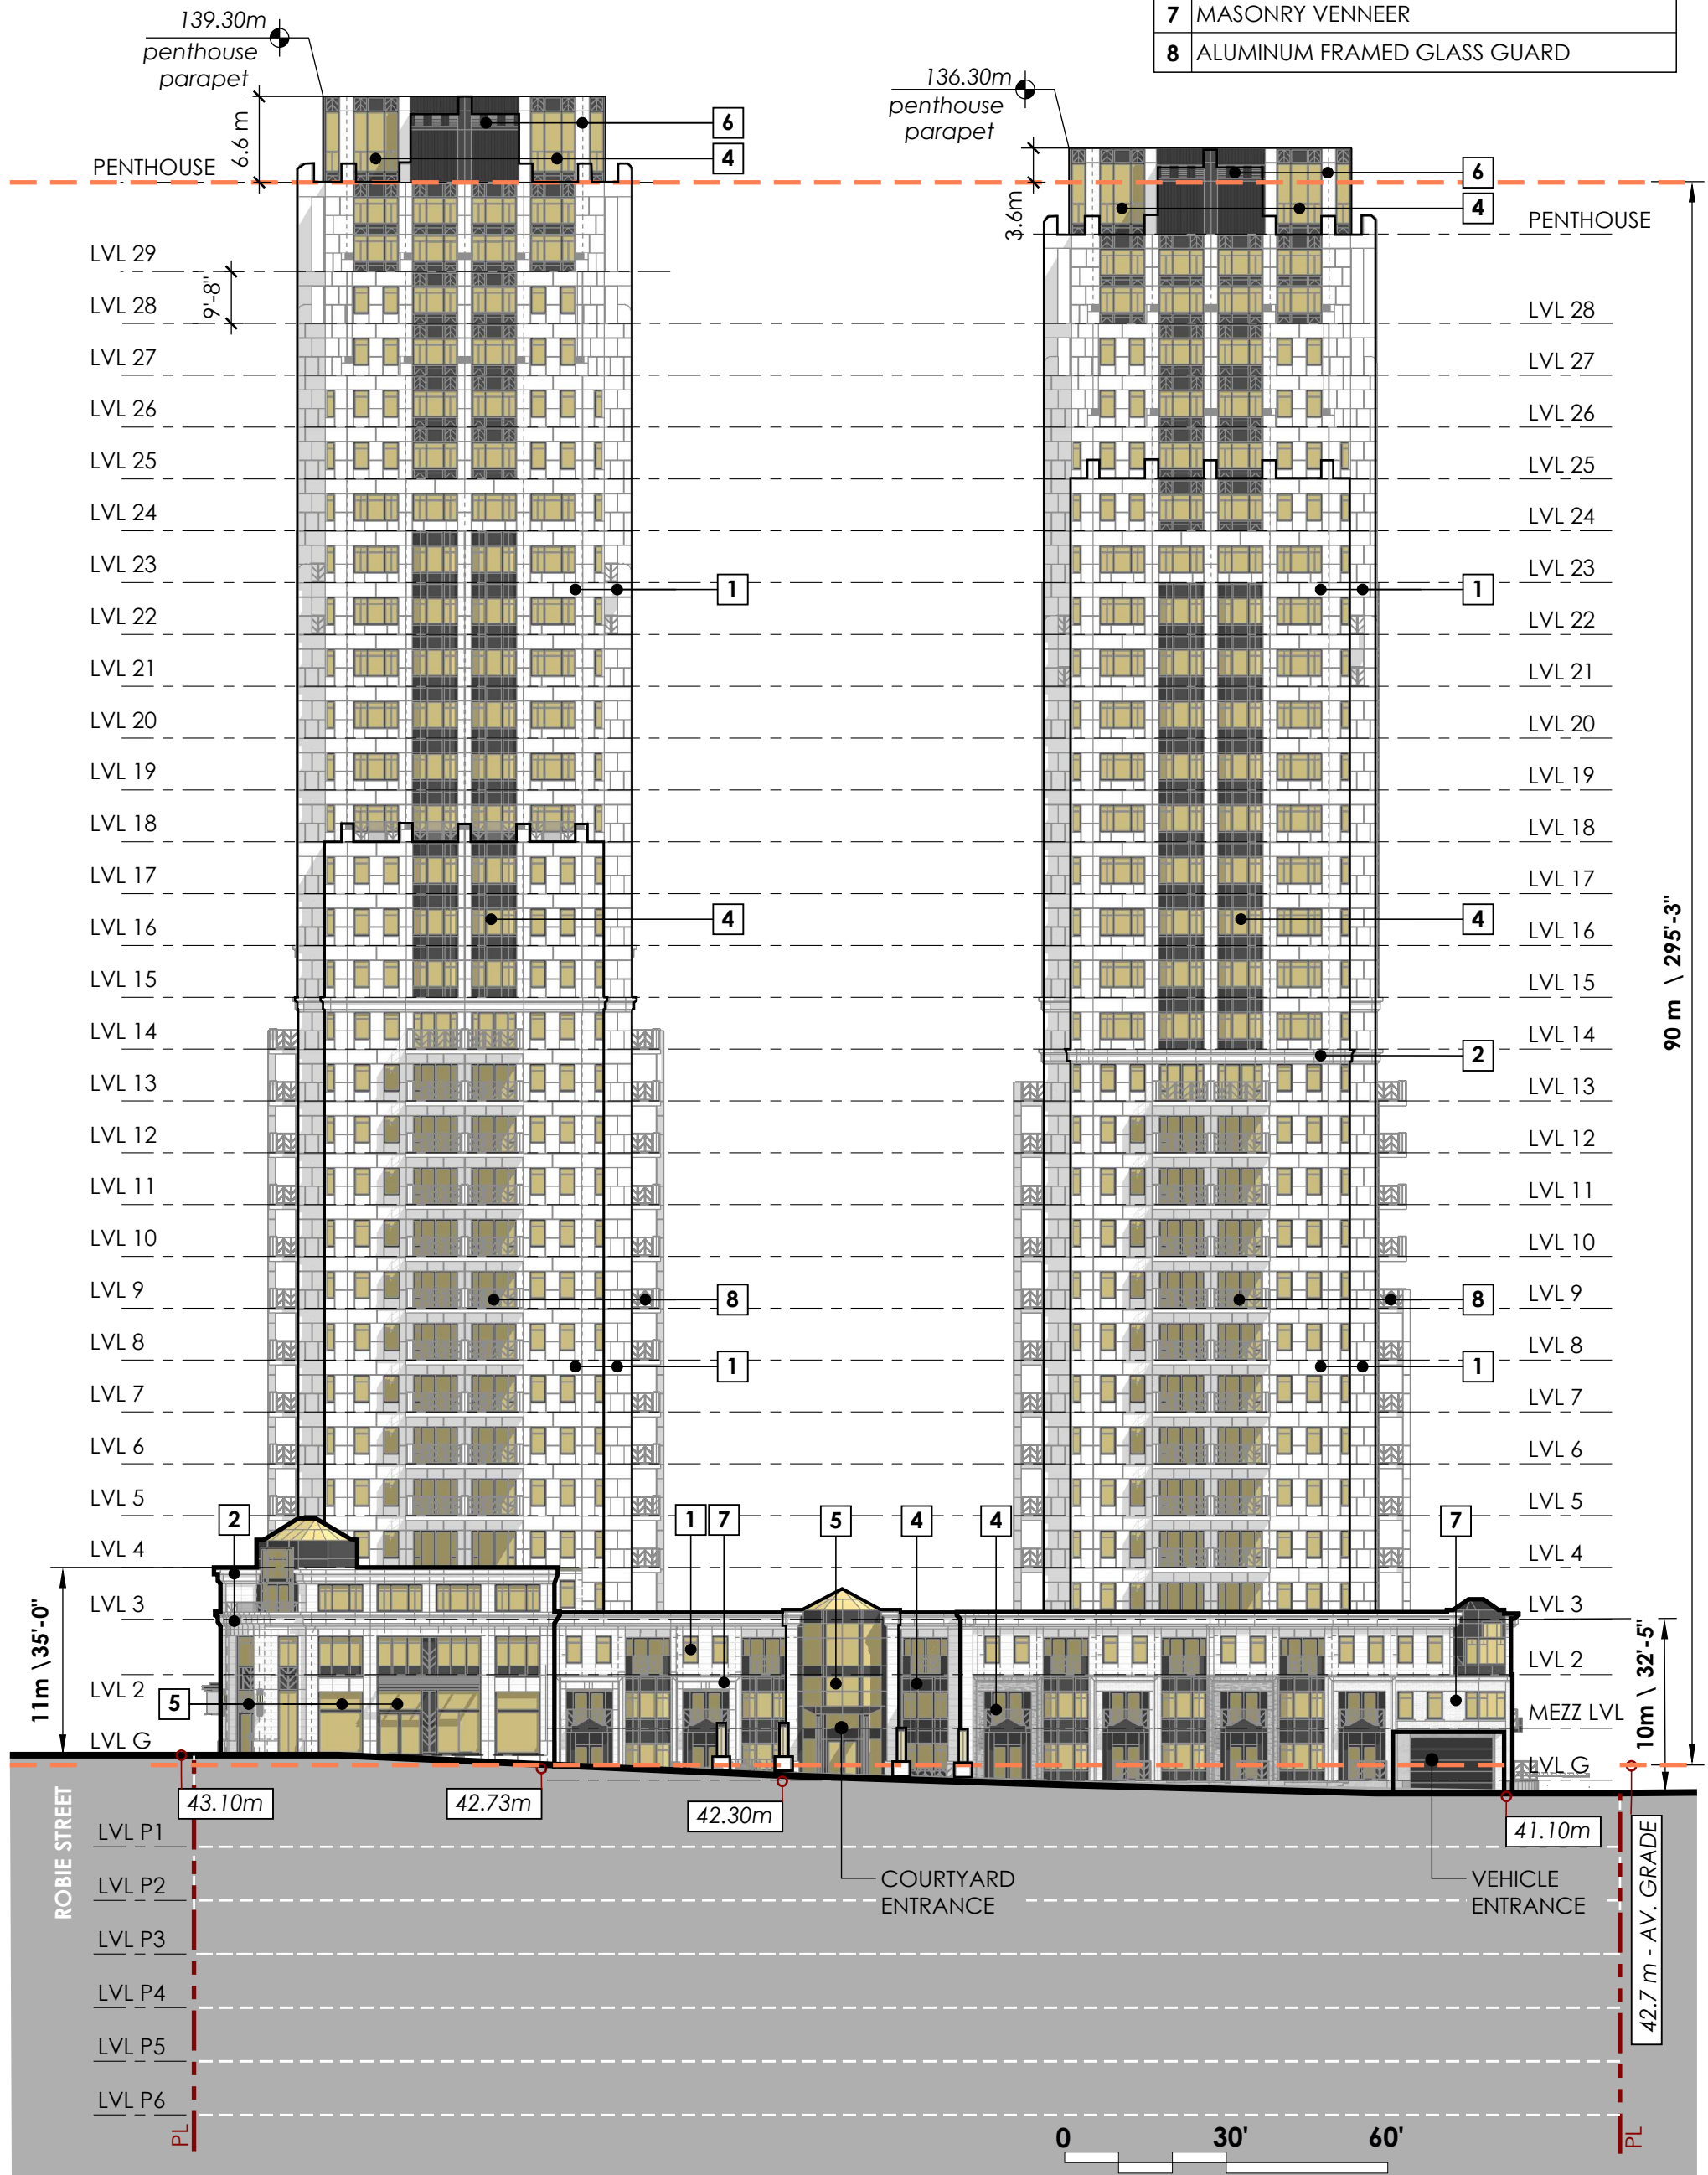 7 MASONRY VENNEER
8 ALUMINUM FRAMED GLASS GUARD
139.30m
penthouse
parapet
136.30m
penthouse
parapet
6.6 m
3.6m
6
4
6
4
PENTHOUSE
PENTHOUSE
LVL 29
9'-8"
LVL 28
LVL 28
LVL 27
LVL 27
LVL 26
LVL 26
LVL 25
LVL 25
LVL 24
LVL 24
LVL 23
LVL 23
1
1
LVL 22
LVL 22
LVL 21
LVL 21
LVL 20
LVL 20
LVL 19
LVL 19
LVL 18
LVL 18
LVL 17
LVL 17
4
4
LVL 16
LVL 16
90 m \ 295'-3"
LVL 15
LVL 15
LVL 14
LVL 14
2
LVL 13
LVL 13
LVL 12
LVL 12
LVL 11
LVL 11
LVL 10
LVL 10
LVL 9
LVL 9
8
8
LVL 8
LVL 8
1
1
LVL 7
LVL 7
LVL 6
LVL 6
LVL 5
LVL 5
2
1
7
5
4
4
7
LVL 4
LVL 4
LVL 3
LVL 3
11m \ 35'-0"
10m \ 32'-5"
LVL 2
LVL 2
5
MEZZ LVL
LVL G
LVL G
43.10m
42.73m
42.30m
41.10m
ROBIE STREET
42.7 m - AV. GRADE
LVL P1
COURTYARD
ENTRANCE
VEHICLE
ENTRANCE
LVL P2
LVL P3
LVL P4
LVL P5
LVL P6
PL
PL
0 30' 60'